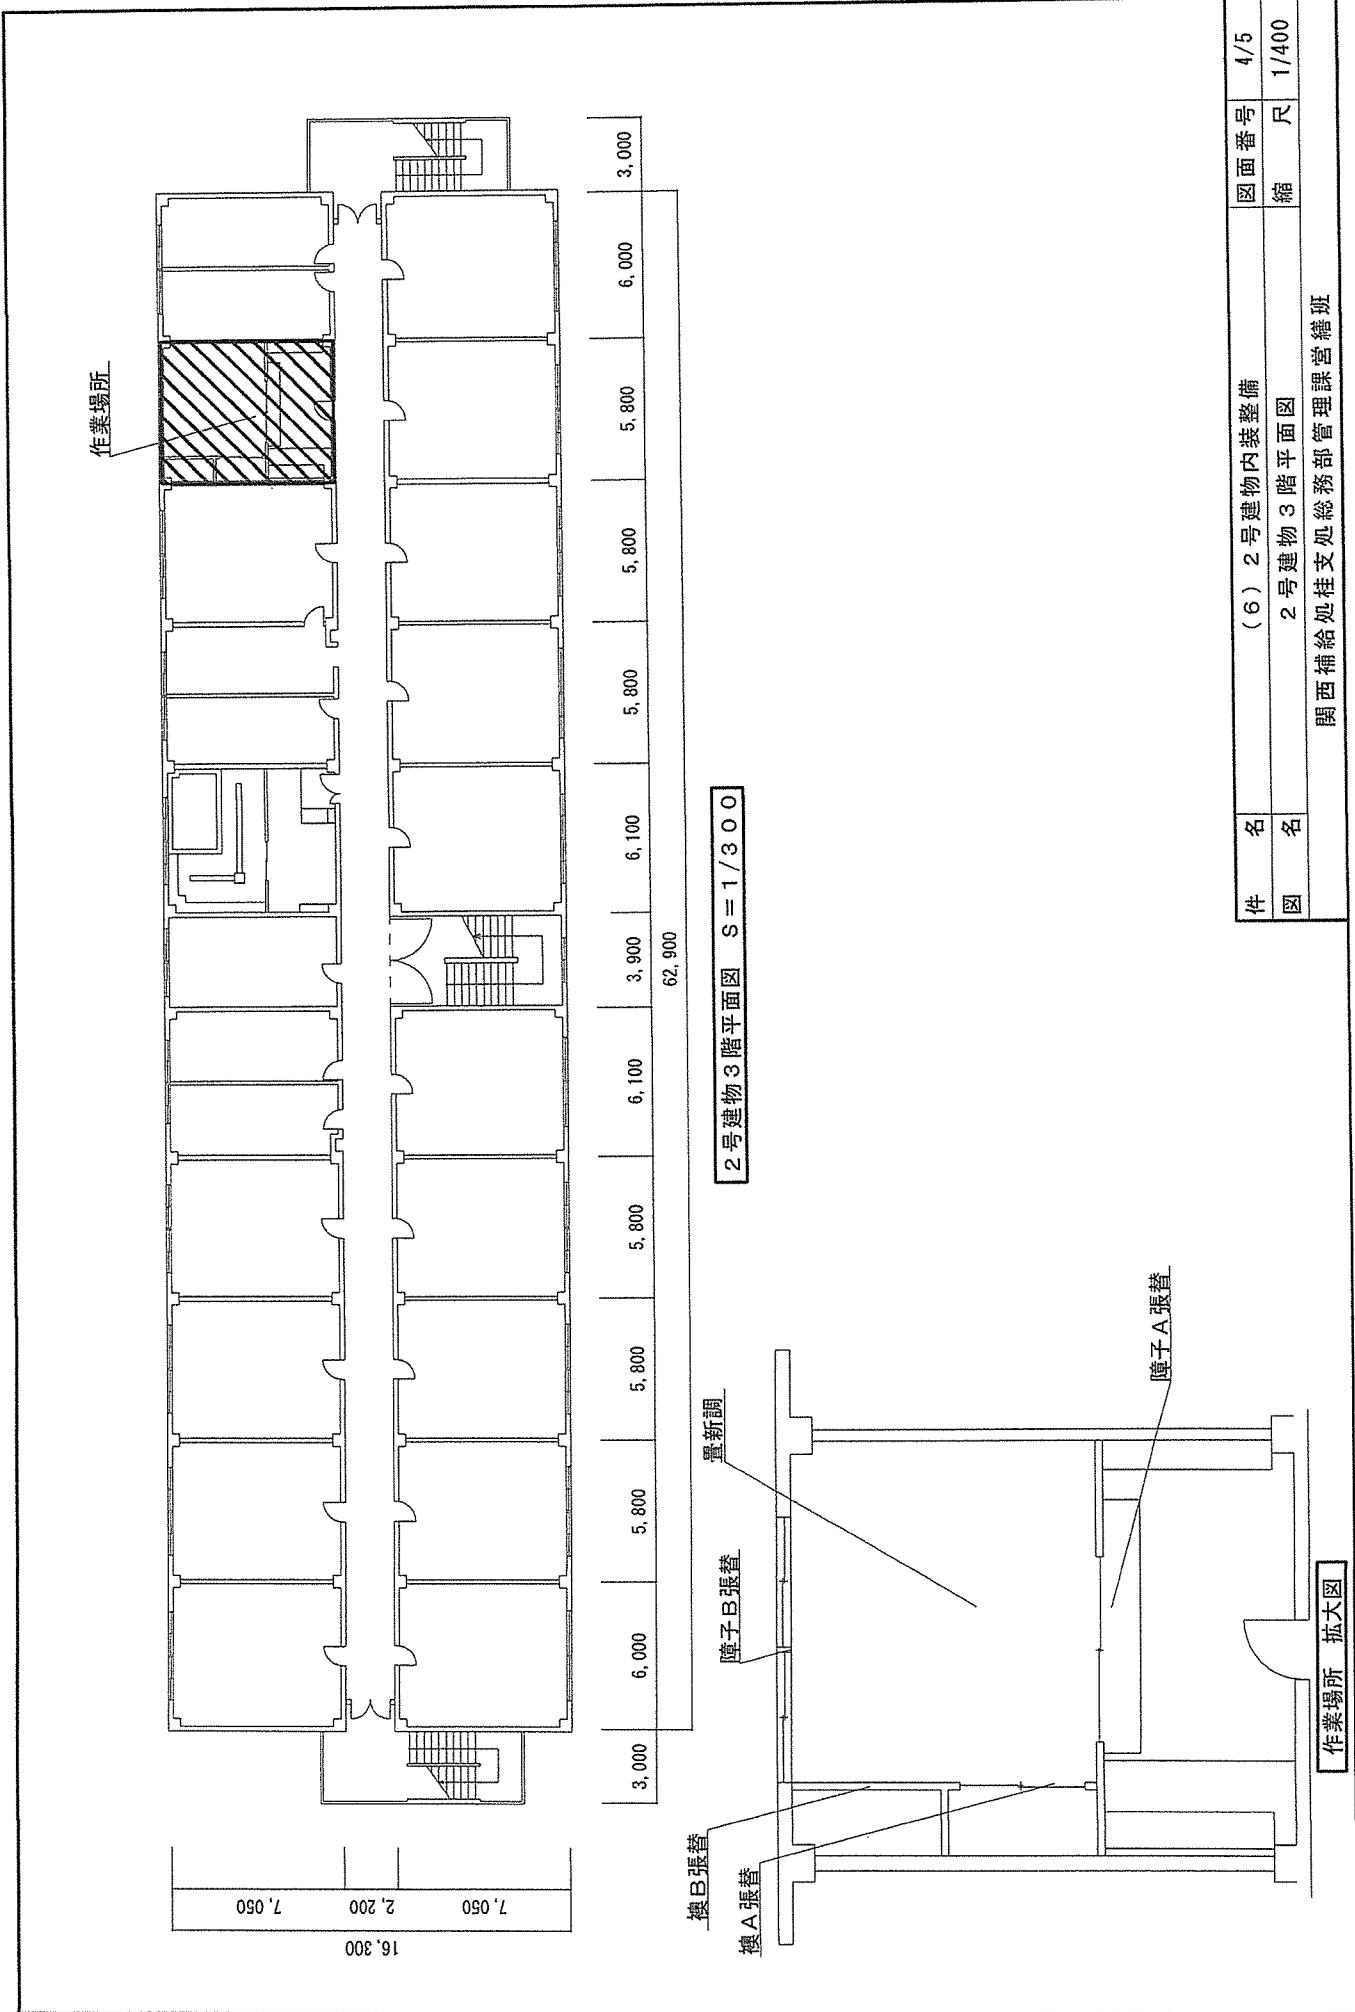 作業場所
3,000
6,000
5,800
5,800
5,800
6,100
3,900
6,100
5,800
5,800
5,800
6,000
3,000
62,900
7,050
2,200
7,050
16,300
2号建物3階平面図 S=1/300
襖B張替
襖A張替
障子B張替
畳新調
障子A張替
作業場所 拡大図
件 名 (6)2号建物内装整備 図面番号 4/5
図 名 2号建物3階平面図 縮 尺 1/400
関西補給処桂支処総務部管理課営繕班